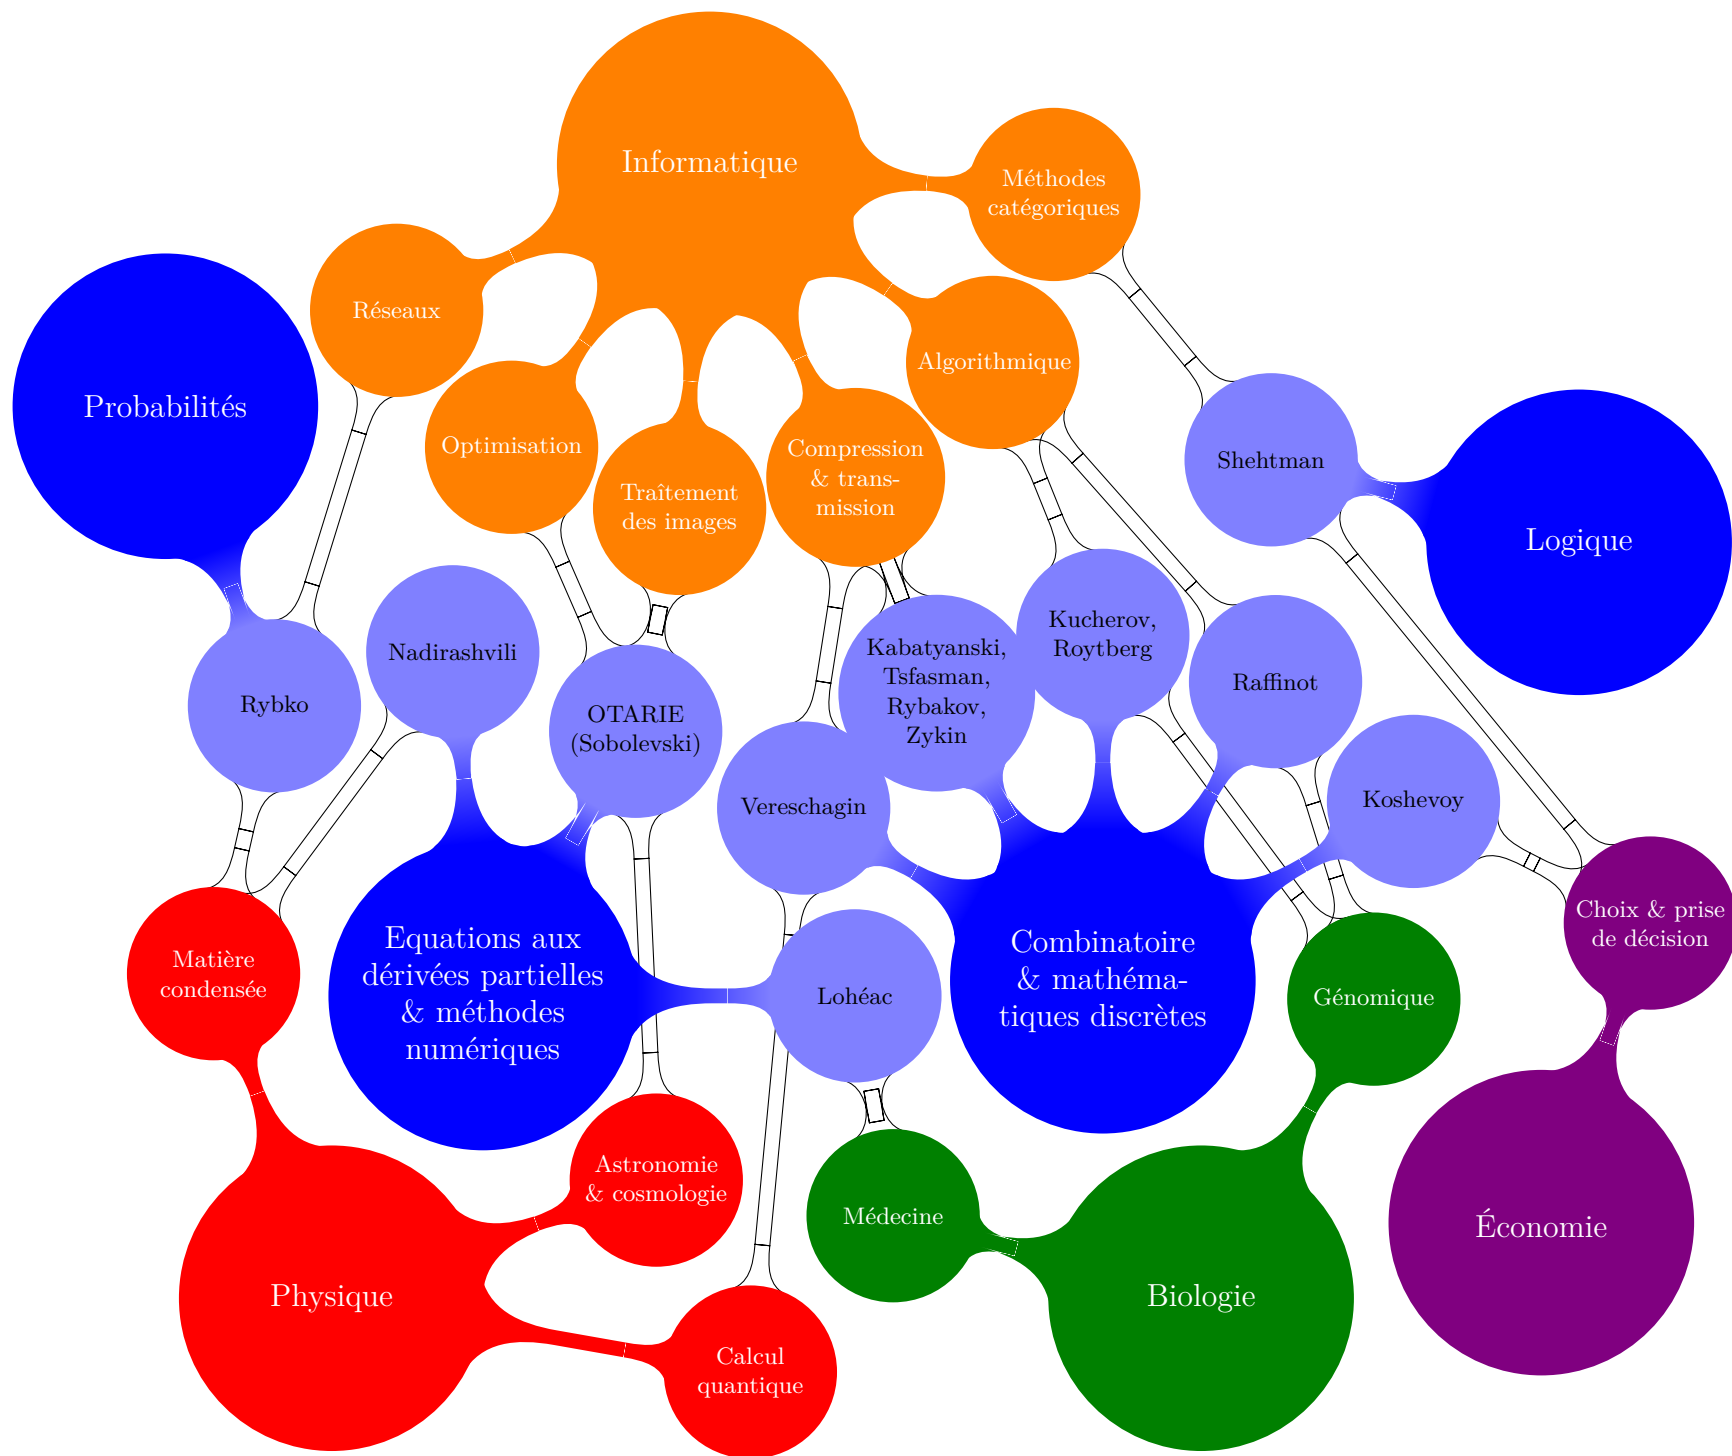 Informatique
Méthodes
catégoriques
Réseaux
Algorithmique
Probabilités
Optimisation
Compression
& trans-
mission
Traîtement
des images
Shehtman
Logique
Kucherov,
Roytberg
Nadirashvili
Kabatyanski,
Tsfasman,
Rybakov,
Zykin
Raffinot
Rybko
OTARIE
(Sobolevski)
Vereschagin
Koshevoy
Choix & prise
de décision
Equations aux
dérivées partielles
& méthodes
numériques
Combinatoire
& mathéma-
tiques discrètes
Matière
condensée
Lohéac
Génomique
Astronomie
& cosmologie
Médecine
Économie
Physique
Biologie
Calcul
quantique